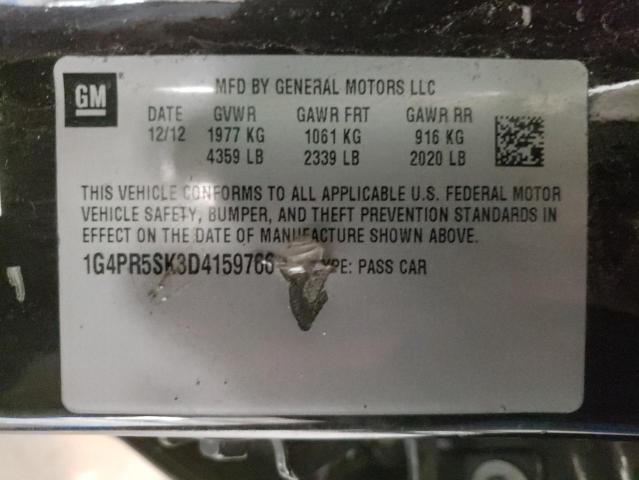 GM
MFD BY GENERAL MOTORS LLC
DATE GVWR GAWR FRT GAWR RR
12/12 1977 KG 1061 KG 916 KG
4359 LB 2339 LB 2020 LB
THIS VEHICLE CONFORMS TO ALL APPLICABLE U.S. FEDERAL MOTOR
VEHICLE SAFETY, BUMPER, AND THEFT PREVENTION STANDARDS IN
EFFECT ON THE DATE OF MANUFACTURE SHOWN ABOVE.
1G4PR5SK3D4159766 YPE: PASS CAR